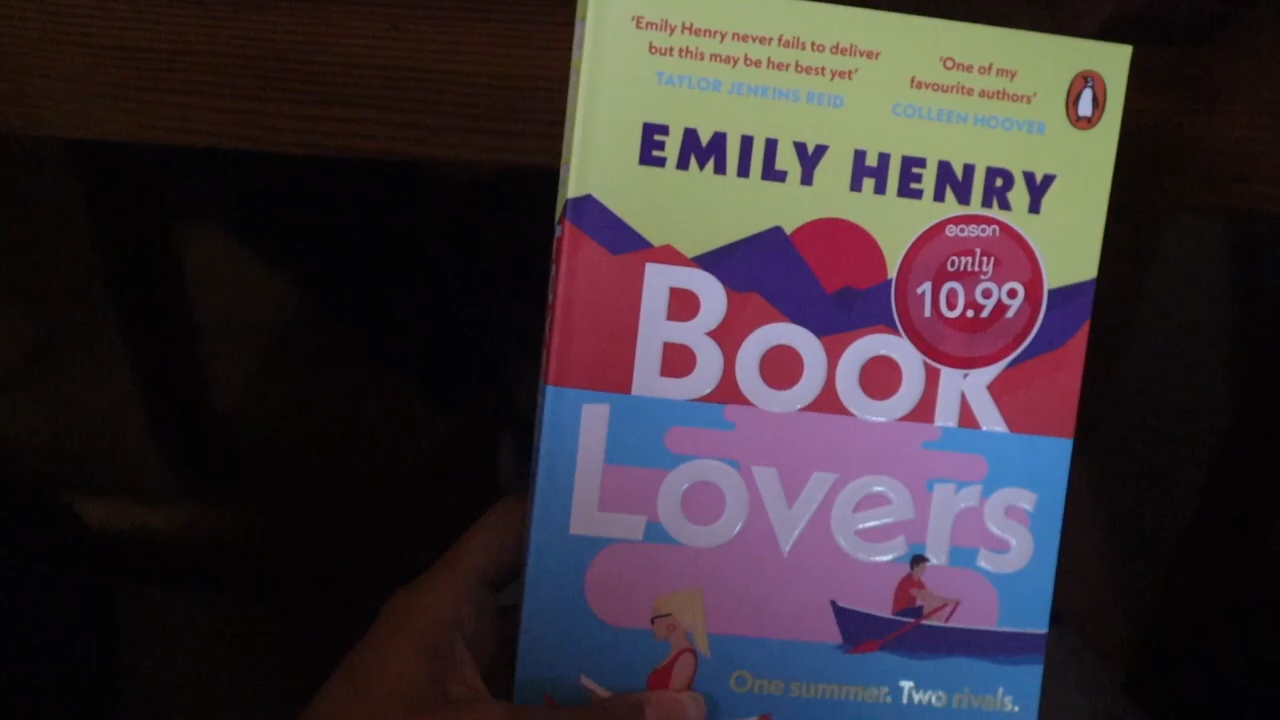 'Emily Henry never fails to deliver
but this may be her best yet'
TAYLOR JENKINS REID
'One of my
favourite authors'
COLLEEN HOOVER
EMILY HENRY
eason
only
10.99
BOOK
Lovers
One summer. Two rivals.